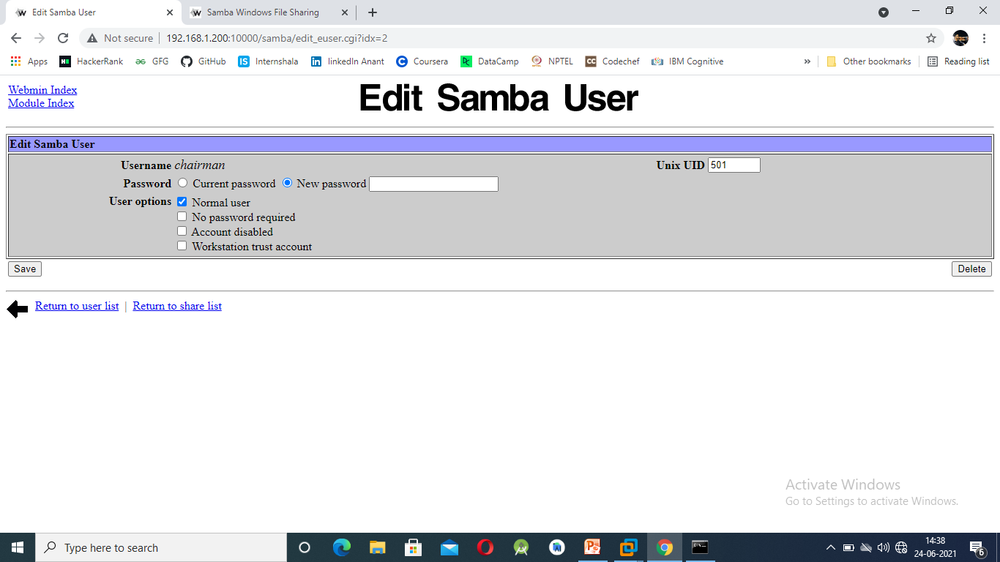 Edit Samba User
Samba Windows File Sharing
Not secure
192.168.1.200:10000/samba/edit_euser.cgi?idx=2
Apps HackerRank GFG GitHub Internshala linkedIn Anant Coursera DataCamp NPTEL Codechef IBM Cognitive » Other bookmarks Reading list
Webmin Index
Module Index
Edit Samba User
Edit Samba User
Username chairman Unix UID 501
Password Current password New password
User options Normal user
No password required
Account disabled
Workstation trust account
Save Delete
Return to user list | Return to share list
Activate Windows
Go to Settings to activate Windows.
Type here to search
14:38
24-06-2021
6